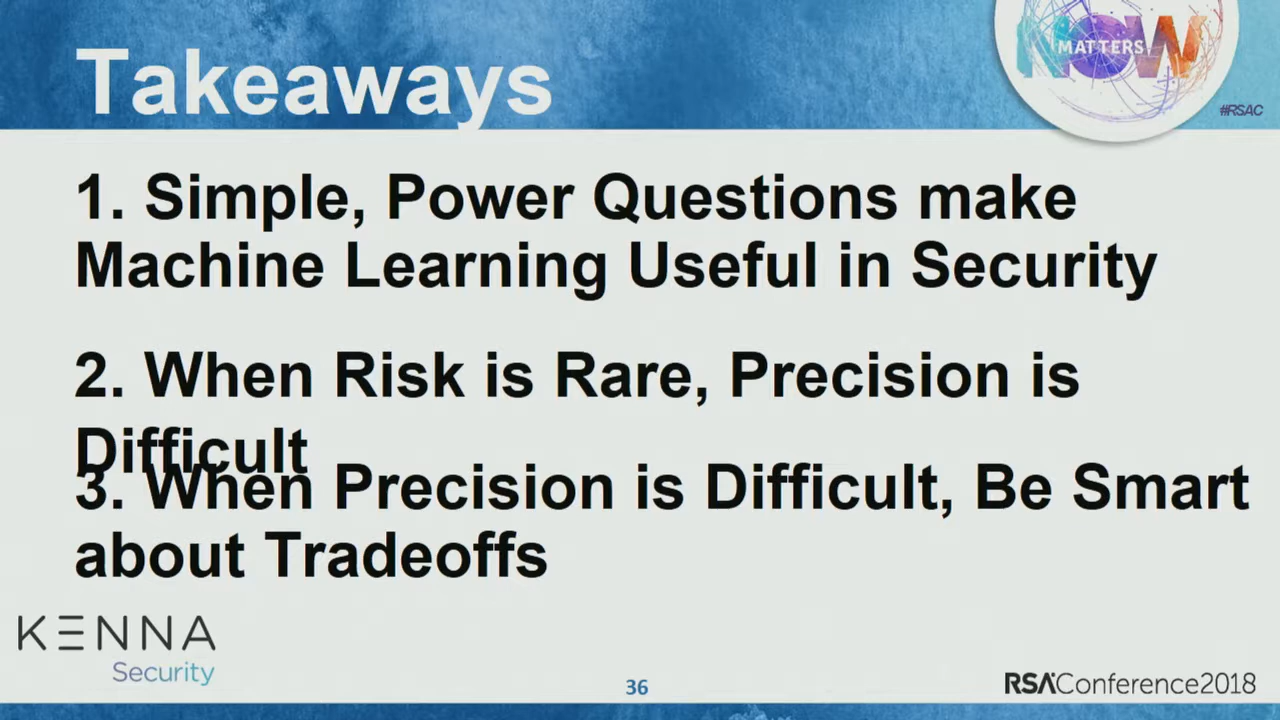 Takeaways
NOW
MATTERS
#RSAC
1. Simple, Power Questions make
Machine Learning Useful in Security
2. When Risk is Rare, Precision is
Difficult
3. When Precision is Difficult, Be Smart
about Tradeoffs
KENNA
Security
36
RSAConference2018